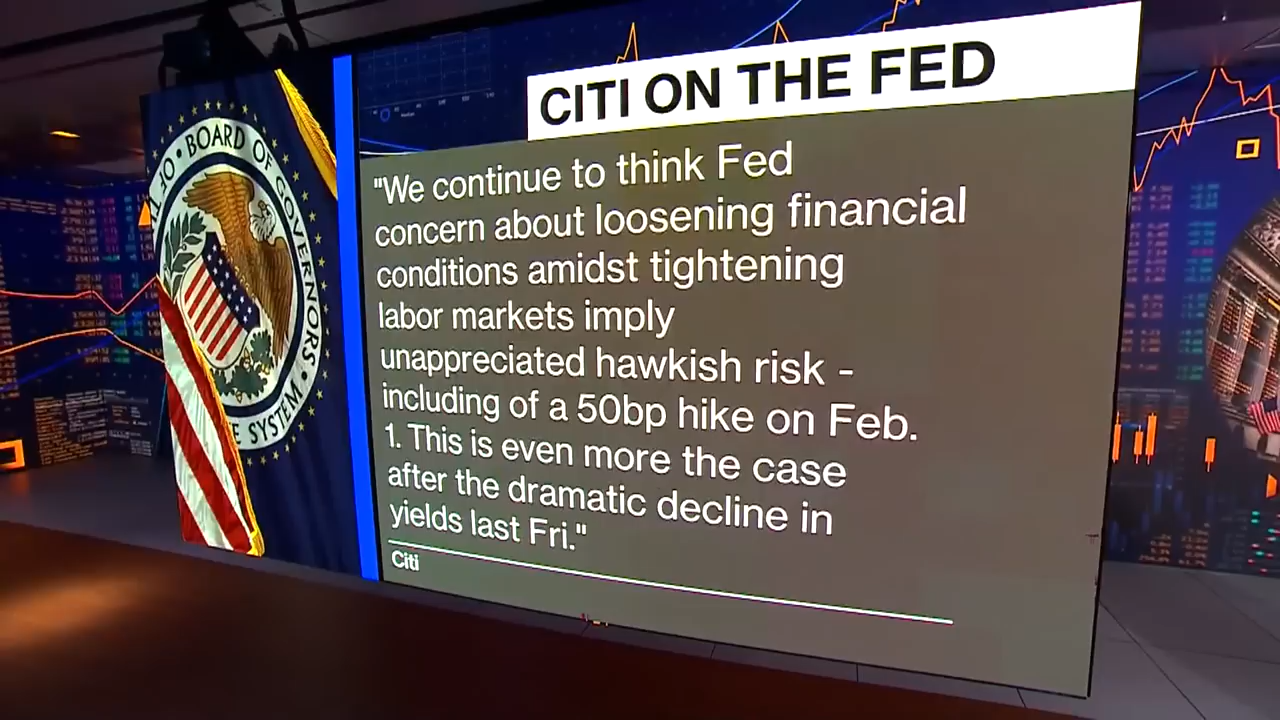 CITI ON THE FED
"We continue to think Fed
concern about loosening financial
conditions amidst tightening
labor markets imply
unappreciated hawkish risk -
including of a 50bp hike on Feb.
1. This is even more the case
after the dramatic decline in
yields last Fri."
Citi
BOARD OF GOVERNORS
SYSTEM